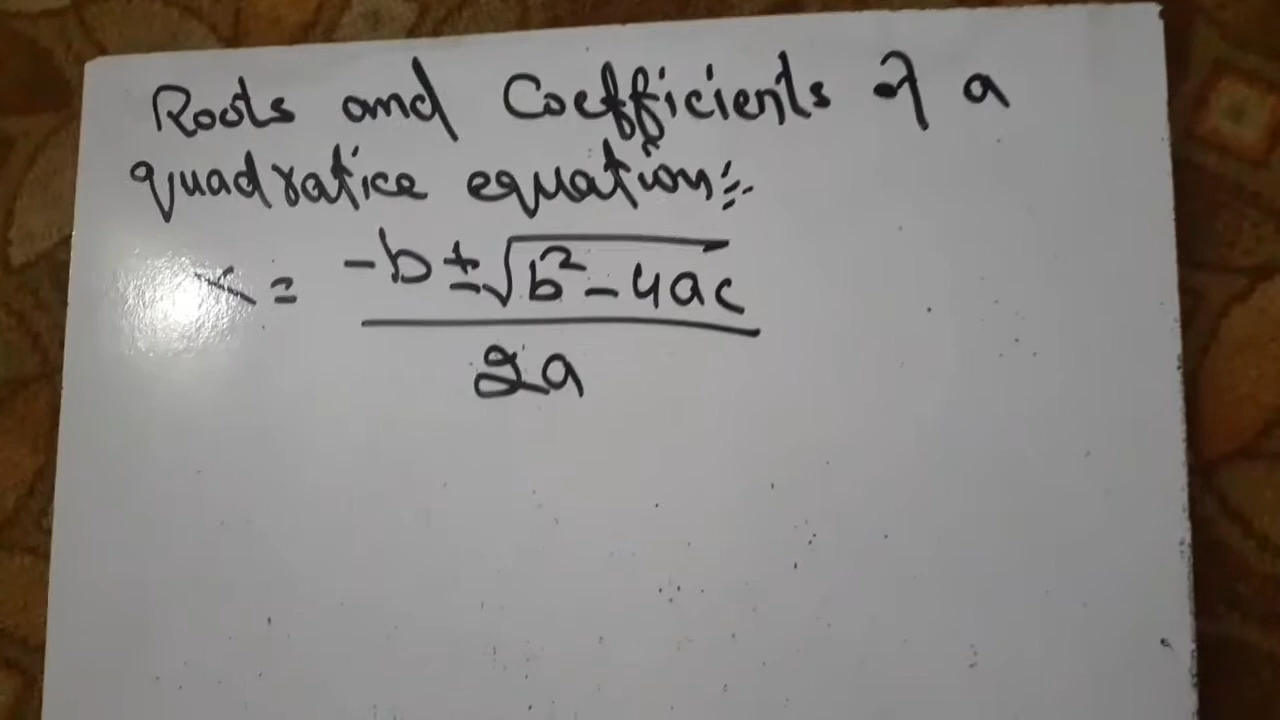 Roots and Coefficients of a
quadratice equation:-
x = -b ± √b² - 4ac
2a